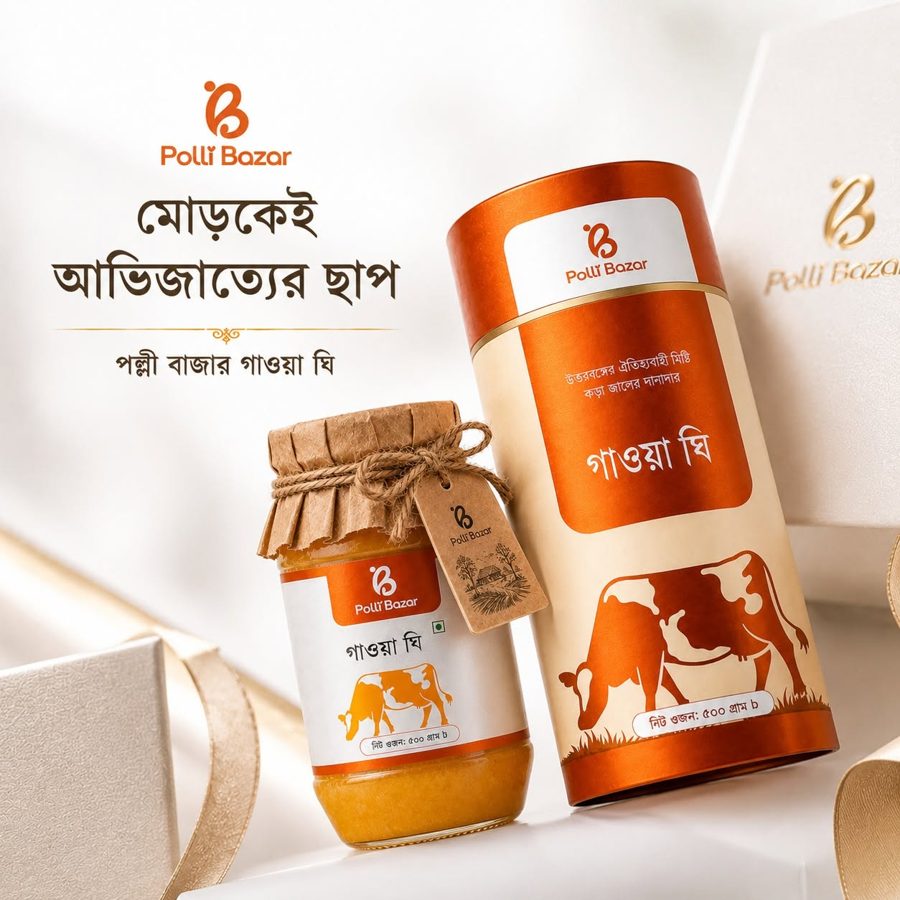 Polli Bazar
মোড়কেই
আভিজাত্যের ছাপ
পল্লী বাজার গাওয়া ঘি
Polli Bazar
উত্তরবঙ্গের ঐতিহ্যবাহী মিষ্টি
কড়া জালের দানাদার
গাওয়া ঘি
নিট ওজন: ৫০০ গ্রাম ৳
Polli Bazar
Polli Bazar
Polli Bazar
গাওয়া ঘি
নিট ওজন: ৫০০ গ্রাম ৳